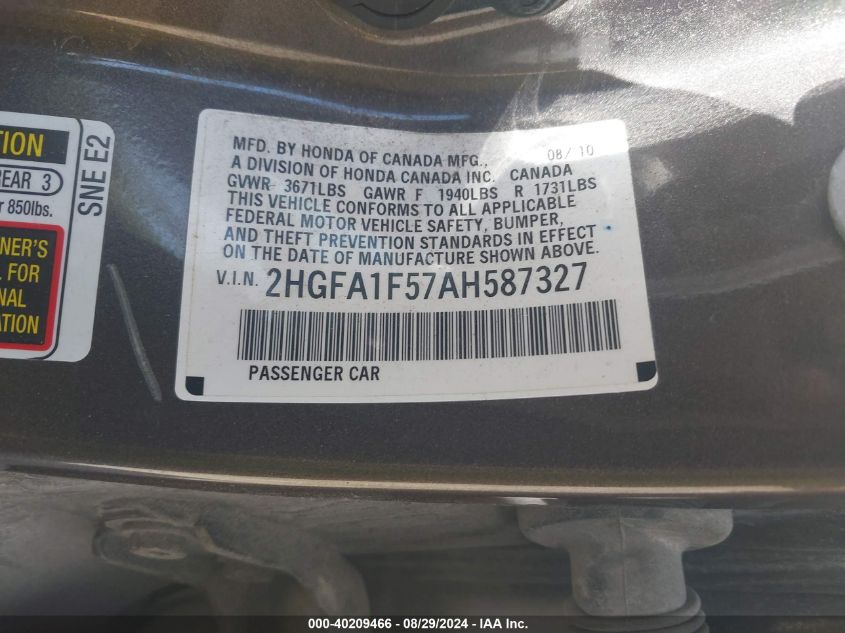 TION
REAR 3
r 850lbs.
SNE E2
NER'S
L FOR
NAL
ATION
MFD. BY HONDA OF CANADA MFG., 08/10
A DIVISION OF HONDA CANADA INC. CANADA
GVWR 3671LBS GAWR F 1940LBS R 1731LBS
THIS VEHICLE CONFORMS TO ALL APPLICABLE
FEDERAL MOTOR VEHICLE SAFETY, BUMPER,
AND THEFT PREVENTION STANDARDS IN EFFECT
ON THE DATE OF MANUFACTURE SHOWN ABOVE.
V.I.N. 2HGFA1F57AH587327
PASSENGER CAR
000-40209466 - 08/29/2024 - IAA Inc.